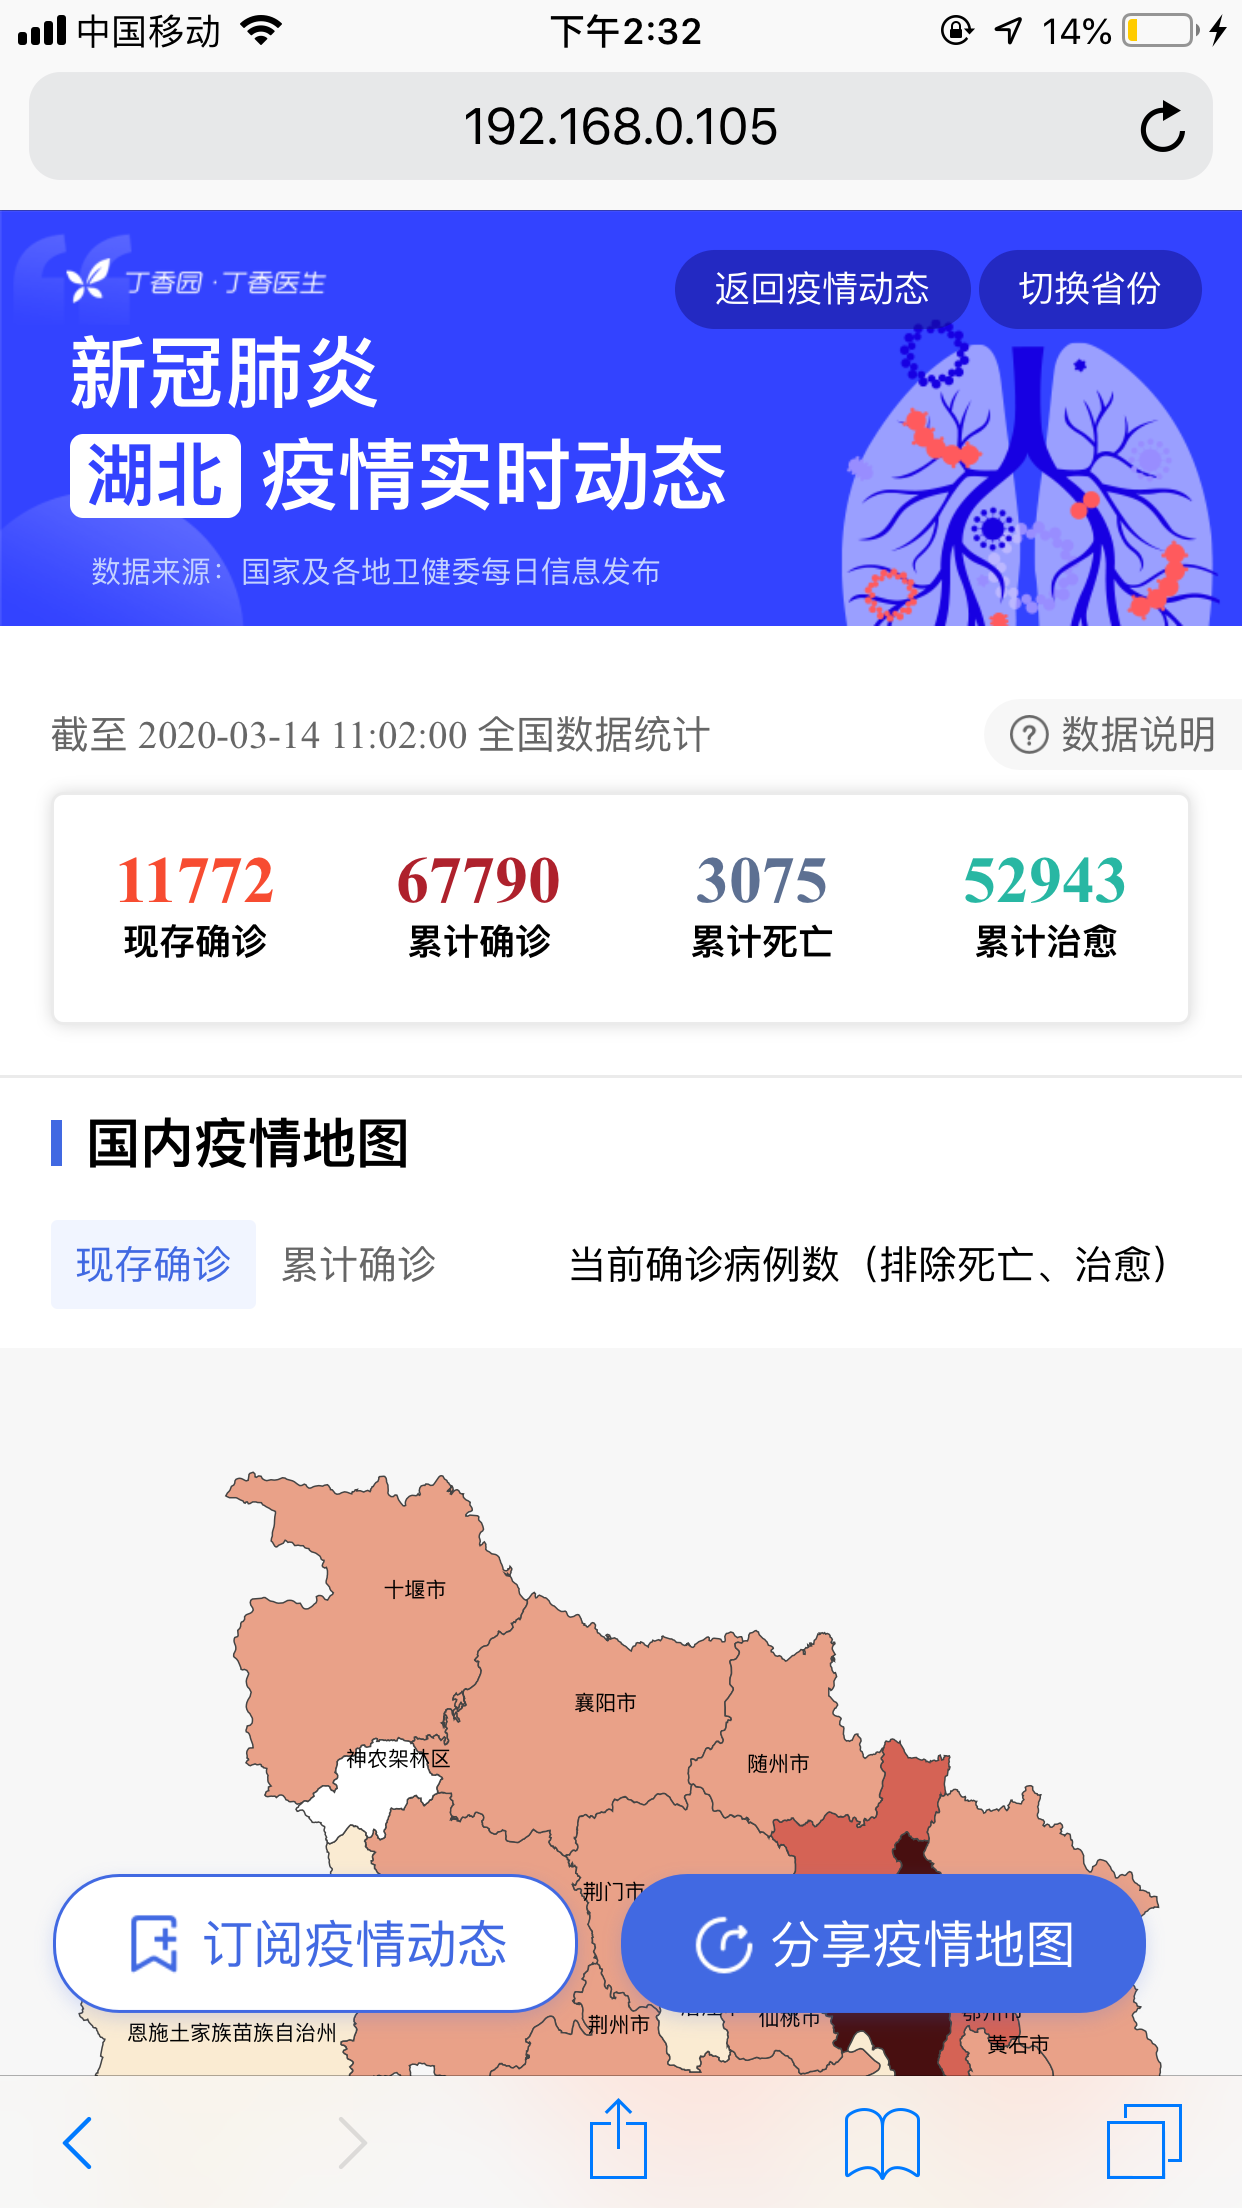 中国移动
下午2:32
14%
192.168.0.105
丁香园·丁香医生
返回疫情动态
切换省份
新冠肺炎
湖北 疫情实时动态
数据来源：国家及各地卫健委每日信息发布
截至 2020-03-14 11:02:00 全国数据统计
? 数据说明
11772
67790
3075
52943
现存确诊
累计确诊
累计死亡
累计治愈
国内疫情地图
现存确诊
累计确诊
当前确诊病例数（排除死亡、治愈）
十堰市
襄阳市
神农架林区
随州市
荆门市
订阅疫情动态
分享疫情地图
仙桃市
鄂州市
荆州市
恩施土家族苗族自治州
黄石市